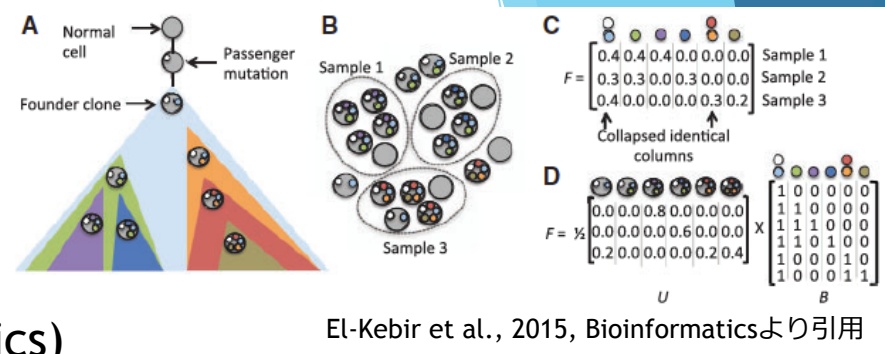 A
Normal
cell
Passenger
mutation
Founder clone
B
Sample 1
Sample 2
Sample 3
C
F =
0.4 0.4 0.4 0.0 0.0 0.0
0.3 0.3 0.0 0.3 0.0 0.0
0.4 0.0 0.0 0.0 0.3 0.2
Sample 1
Sample 2
Sample 3
Collapsed identical
columns
D
F = ½
0.0 0.0 0.8 0.0 0.0 0.0
0.0 0.0 0.0 0.6 0.0 0.0
0.2 0.0 0.0 0.0 0.2 0.4
U
X
1 0 0 0 0 0
1 1 0 0 0 0
1 1 1 0 0 0
1 1 0 1 0 0
1 0 0 0 1 0
1 0 0 0 1 1
B
ics)
El-Kebir et al., 2015, Bioinformaticsより引用